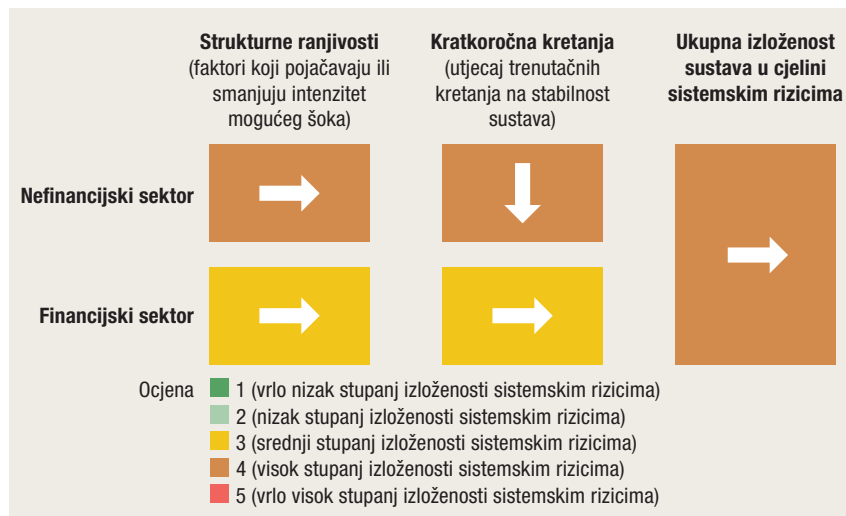 Strukturne ranjivosti
(faktori koji pojačavaju ili
smanjuju intenzitet
mogućeg šoka)
Kratkoročna kretanja
(utjecaj trenutačnih
kretanja na stabilnost
sustava)
Ukupna izloženost
sustava u cjelini
sistemskim rizicima
Nefinancijski sektor
Financijski sektor
Ocjena
1 (vrlo nizak stupanj izloženosti sistemskim rizicima)
2 (nizak stupanj izloženosti sistemskim rizicima)
3 (srednji stupanj izloženosti sistemskim rizicima)
4 (visok stupanj izloženosti sistemskim rizicima)
5 (vrlo visok stupanj izloženosti sistemskim rizicima)